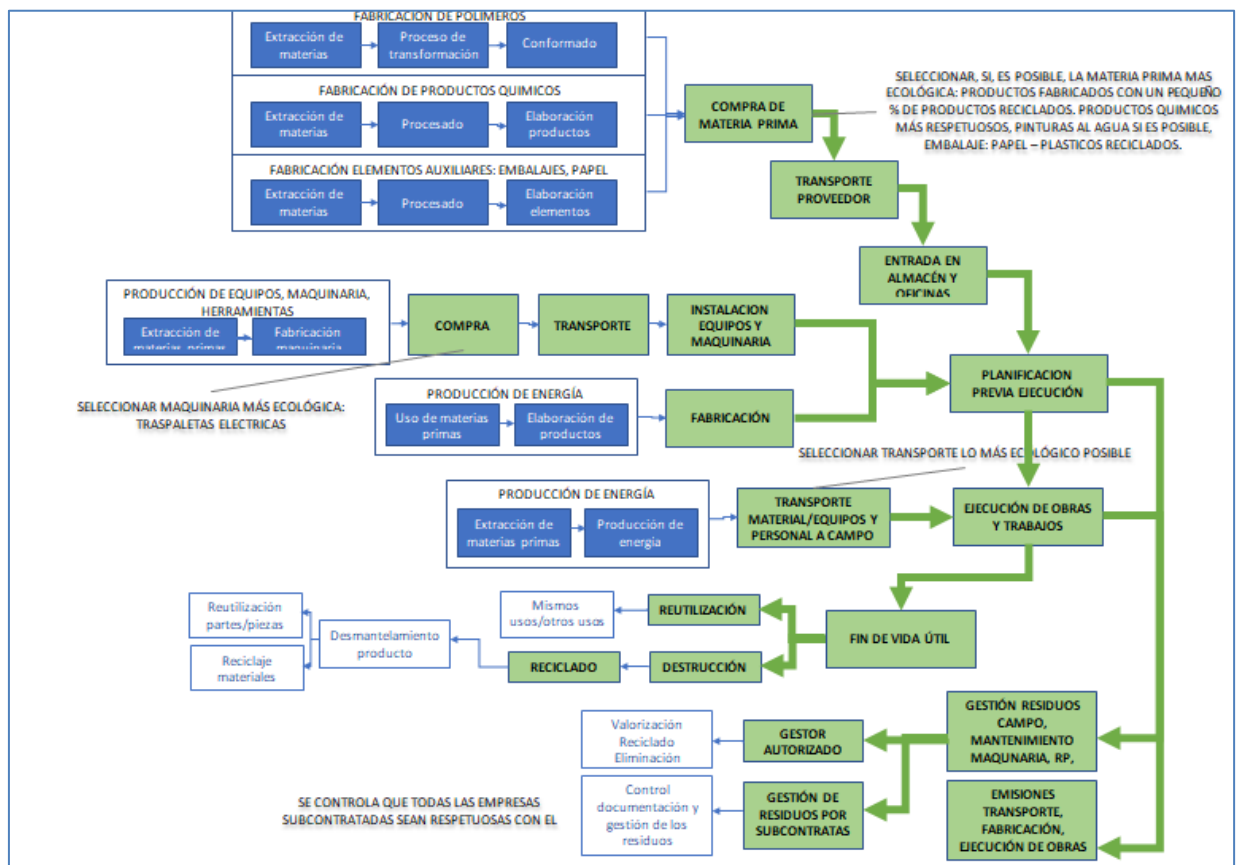 FABRICACIÓN DE POLIMEROS
Extracción de
materias
Proceso de
transformación
Conformado
FABRICACIÓN DE PRODUCTOS QUIMICOS
Extracción de
materias
Procesado
Elaboración
productos
FABRICACIÓN ELEMENTOS AUXILIARES: EMBALAJES, PAPEL
Extracción de
materias
Procesado
Elaboración
elementos
COMPRA DE
MATERIA PRIMA
SELECCIONAR, SI, ES POSIBLE, LA MATERIA PRIMA MAS
ECOLÓGICA: PRODUCTOS FABRICADOS CON UN PEQUEÑO
% DE PRODUCTOS RECICLADOS. PRODUCTOS QUIMICOS
MÁS RESPETUOSOS, PINTURAS AL AGUA SI ES POSIBLE,
EMBALAJE: PAPEL – PLASTICOS RECICLADOS.
TRANSPORTE
PROVEEDOR
ENTRADA EN
ALMACÉN Y
OFICINAS
PRODUCCIÓN DE EQUIPOS, MAQUINARIA,
HERRAMIENTAS
Extracción de
materias primas
Fabricación
maquinaria
COMPRA
TRANSPORTE
INSTALACION
EQUIPOS Y
MAQUINARIA
SELECCIONAR MAQUINARIA MÁS ECOLÓGICA:
TRASPALETAS ELECTRICAS
PRODUCCIÓN DE ENERGÍA
Uso de materias
primas
Elaboración de
productos
FABRICACIÓN
PLANIFICACION
PREVIA EJECUCIÓN
SELECCIONAR TRANSPORTE LO MÁS ECOLÓGICO POSIBLE
PRODUCCIÓN DE ENERGÍA
Extracción de
materias primas
Producción de
energía
TRANSPORTE
MATERIAL/EQUIPOS Y
PERSONAL A CAMPO
EJECUCIÓN DE OBRAS
Y TRABAJOS
FIN DE VIDA ÚTIL
REUTILIZACIÓN
Mismos
usos/otros usos
DESTRUCCIÓN
RECICLADO
Desmantelamiento
producto
Reutilización
partes/piezas
Reciclaje
materiales
GESTIÓN RESIDUOS
CAMPO,
MANTENIMIENTO
MAQUNARIA, RP,
GESTOR
AUTORIZADO
Valorización
Reciclado
Eliminación
GESTIÓN DE
RESIDUOS POR
SUBCONTRATAS
Control
documentación y
gestión de los
residuos
SE CONTROLA QUE TODAS LAS EMPRESAS
SUBCONTRATADAS SEAN RESPETUOSAS CON EL
EMISIONES
TRANSPORTE,
FABRICACIÓN,
EJECUCIÓN DE OBRAS